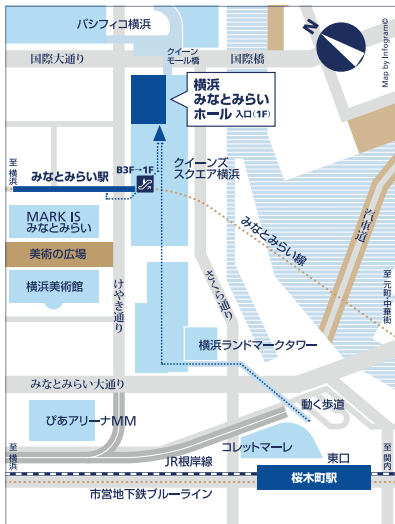 パシフィコ横浜
国際大通り
クイーン
モール橋
国際橋
N
Map by Infogram©
横浜
みなとみらい
ホール 入口(1F)
至横浜
みなとみらい駅
B3F→1F
クイーンズ
スクエア横浜
MARK IS
みなとみらい
美術の広場
横浜美術館
けやき通り
さくら通り
みなとみらい線
汽車道
至元町中華街
横浜ランドマークタワー
みなとみらい大通り
動く歩道
ぴあアリーナMM
コレットマーレ
東口
至横浜
JR根岸線
桜木町駅
至関内
市営地下鉄ブルーライン